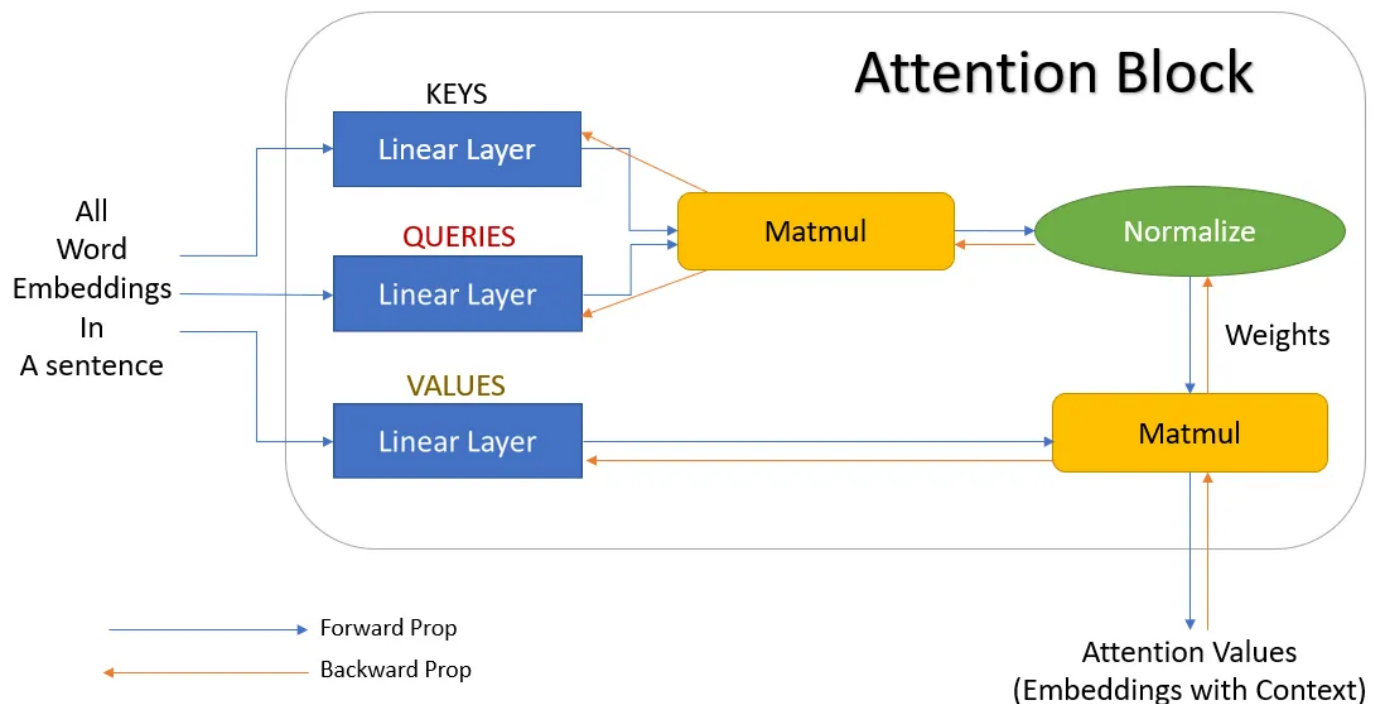 Attention Block
KEYS
Linear Layer
All
Word
Embeddings
In
A sentence
QUERIES
Linear Layer
Matmul
Normalize
Weights
VALUES
Linear Layer
Matmul
Forward Prop
Backward Prop
Attention Values
(Embeddings with Context)